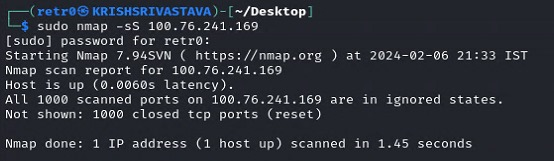 ┌──(retr0㉿KRISHSRIVASTAVA)-[~/Desktop]
└─$ sudo nmap -sS 100.76.241.169
[sudo] password for retr0:
Starting Nmap 7.94SVN ( https://nmap.org ) at 2024-02-06 21:33 IST
Nmap scan report for 100.76.241.169
Host is up (0.0060s latency).
All 1000 scanned ports on 100.76.241.169 are in ignored states.
Not shown: 1000 closed tcp ports (reset)
Nmap done: 1 IP address (1 host up) scanned in 1.45 seconds